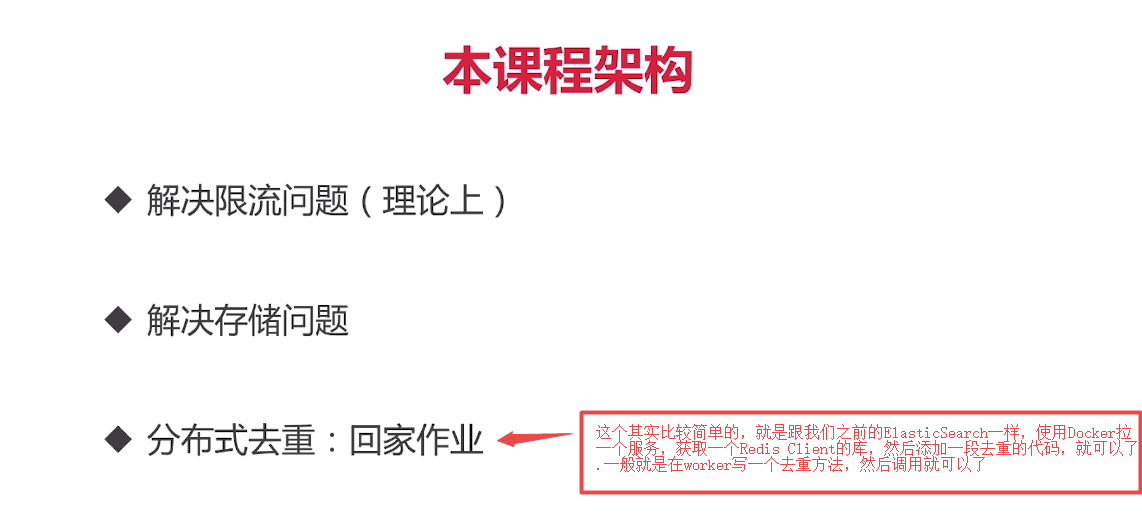 本课程架构
◆ 解决限流问题（理论上）
◆ 解决存储问题
◆ 分布式去重：回家作业
这个其实比较简单的，就是跟我们之前的ElasticSearch一样，使用Docker拉
一个服务，获取一个Redis Client的库，然后添加一段去重的代码，就可以了
.一般就是在worker写一个去重方法，然后调用就可以了